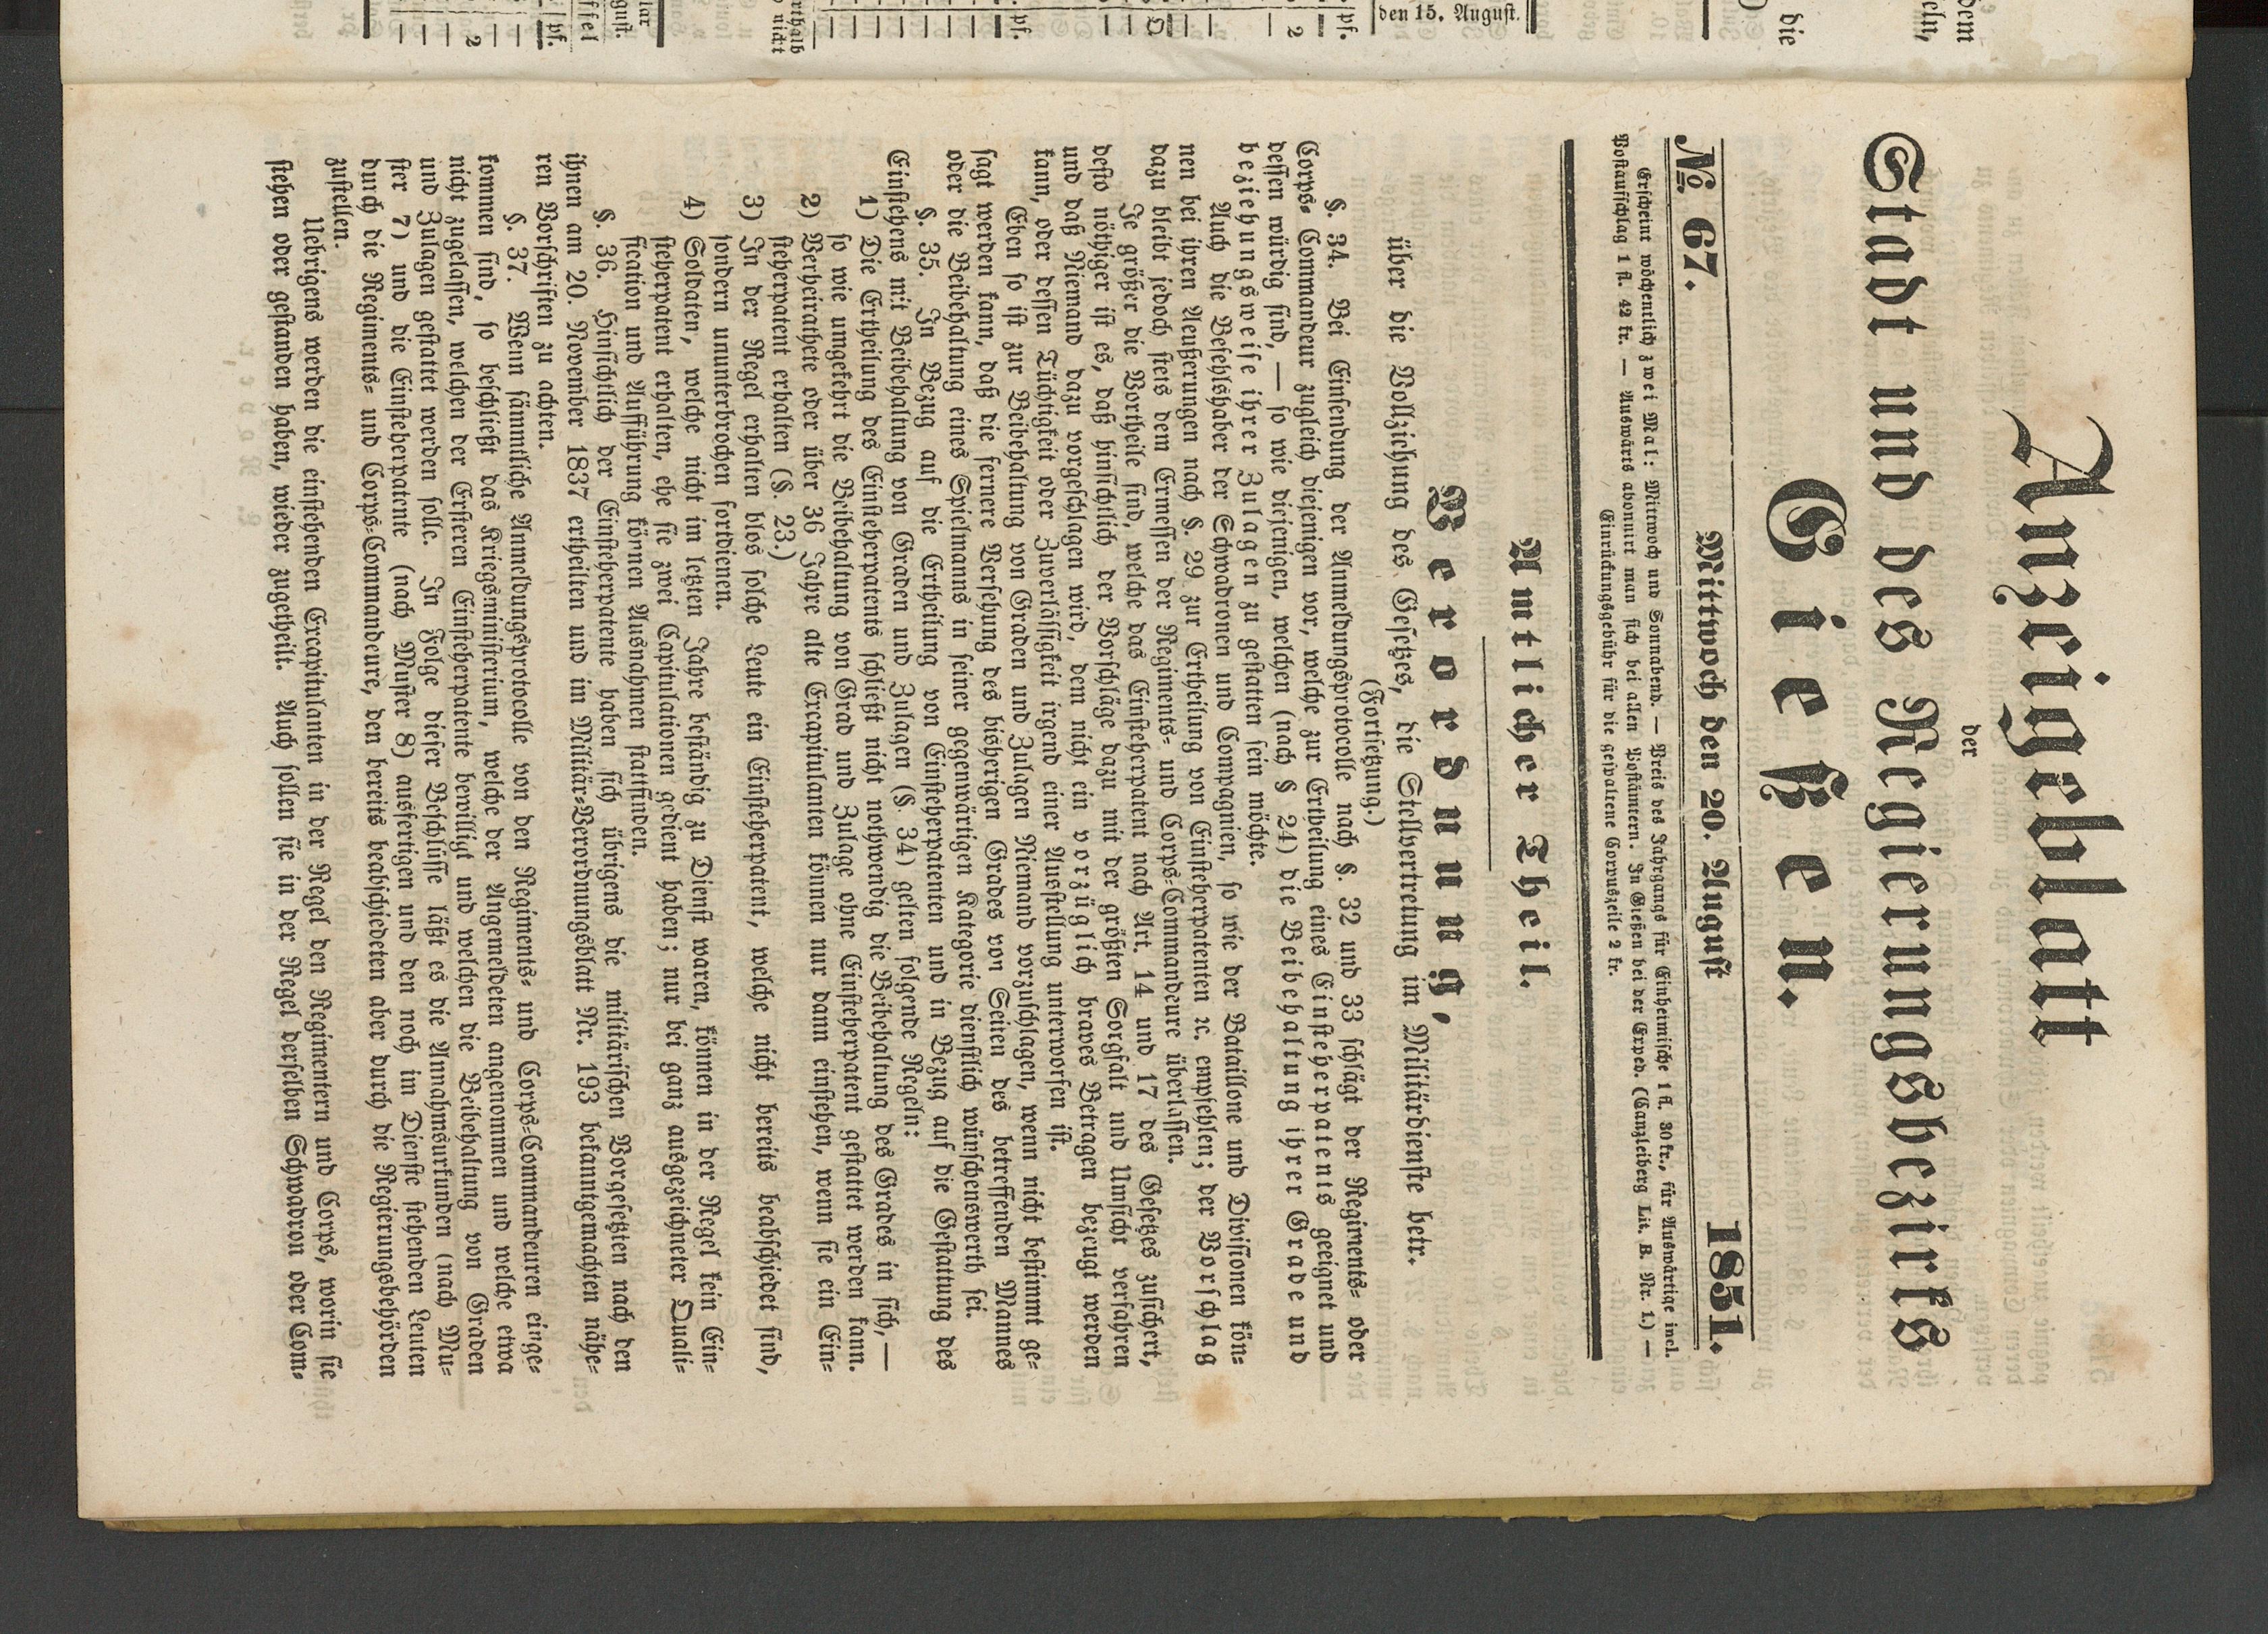 Anzeigeblatt
der
Stadt und des Regierungsbezirks
Gießen.
№ 67. Mittwoch den 20. August 1851.
Erscheint wöchentlich zwei Mal: Mittwoch und Sonnabend. — Preis des Jahrgangs für Einheimische 1 fl. 30 kr., für Auswärtige incl.
Postaufschlag 1 fl. 42 kr. — Auswärts abonnirt man sich bei allen Postämtern. In Gießen bei der Exped. (Canzleiberg Lit. B. Nr. 1.) —
Einrückungsgebühr für die gespaltene Corpuszeile 2 kr.
Amtlicher Theil.
Verordnung,
über die Vollziehung des Gesetzes, die Stellvertretung im Militärdienste betr.
(Fortsetzung.)
§. 34. Bei Einsendung der Anmeldungsprotocolle nach §. 32 und 33 schlägt der Regiments- oder
Corps-Commandeur zugleich diejenigen vor, welche zur Ertheilung eines Einsteherpatents geeignet und
dessen würdig sind, — so wie diejenigen, welchen (nach § 24) die Beibehaltung ihrer Grade und
beziehungsweise ihrer Zulagen zu gestatten sein möchte.
Auch die Befehlshaber der Schwadronen und Compagnien, so wie der Bataillone und Divisionen kön-
nen bei ihren Aeußerungen nach §. 29 zur Ertheilung von Einsteherpatenten ꝛc. empfehlen; der Vorschlag
dazu bleibt jedoch stets dem Ermessen der Regiments- und Corps-Commandeure überlassen.
Je größer die Vortheile sind, welche das Einsteherpatent nach Art. 14 und 17 des Gesetzes zusichert,
desto nöthiger ist es, daß hinsichtlich der Vorschläge dazu mit der größten Sorgfalt und Umsicht verfahren
und daß Niemand dazu vorgeschlagen wird, dem nicht ein vorzüglich braves Betragen bezeugt werden
kann, oder dessen Tüchtigkeit oder Zuverlässigkeit irgend einer Ausstellung unterworfen ist.
Eben so ist zur Beibehaltung von Graden und Zulagen Niemand vorzuschlagen, wenn nicht bestimmt ge-
sagt werden kann, daß die fernere Versehung des bisherigen Grades von Seiten des betreffenden Mannes
oder die Beibehaltung eines Spielmanns in seiner gegenwärtigen Kategorie dienstlich wünschenswerth sei.
§. 35. In Bezug auf die Ertheilung von Einsteherpatenten und in Bezug auf die Gestattung des
Einstehens mit Beibehaltung von Graden und Zulagen (§. 34) gelten folgende Regeln:
1) Die Ertheilung des Einsteherpatents schließt nicht nothwendig die Beibehaltung des Grades in sich, —
so wie umgekehrt die Beibehaltung von Grad und Zulage ohne Einsteherpatent gestattet werden kann.
2) Verheirathete oder über 36 Jahre alte Excapitulanten können nur dann einstehen, wenn sie ein Ein-
steherpatent erhalten (§. 23.)
3) In der Regel erhalten blos solche Leute ein Einsteherpatent, welche nicht bereits beabschiedet sind,
sondern ununterbrochen fortdienen.
4) Soldaten, welche nicht im letzten Jahre beständig zu Dienst waren, können in der Regel kein Ein-
steherpatent erhalten, ehe sie zwei Capitulationen gedient haben; nur bei ganz ausgezeichneter Quali-
fication und Aufführung können Ausnahmen stattfinden.
§. 36. Hinsichtlich der Einsteherpatente haben sich übrigens die militärischen Vorgesetzten nach den
ihnen am 20. November 1837 ertheilten und im Militär-Verordnungsblatt Nr. 193 bekanntgemachten nähe-
ren Vorschriften zu achten.
§. 37. Wenn sämmtliche Anmeldungsprotocolle von den Regiments- und Corps-Commandeuren einge-
kommen sind, so beschließt das Kriegsministerium, welche der Angemeldeten angenommen und welche etwa
nicht zugelassen, welchen der Ersteren Einsteherpatente bewilligt und welchen die Beibehaltung von Graden
und Zulagen gestattet werden solle. In Folge dieser Beschlüsse läßt es die Annahmsurkunden (nach Mu-
ster 7) und die Einsteherpatente (nach Muster 8) ausfertigen und den noch im Dienste stehenden Leuten
durch die Regiments- und Corps-Commandeure, den bereits beabschiedeten aber durch die Regierungsbehörden
zustellen.
Uebrigens werden die einstehenden Excapitulanten in der Regel den Regimentern und Corps, worin sie
stehen oder gestanden haben, wieder zugetheilt. Auch sollen sie in der Regel derselben Schwadron oder Com-
dem
eln,
die
den 15. August.
pf.
pf.
rthalb
nicht
lar
gust.
ffel
pf.